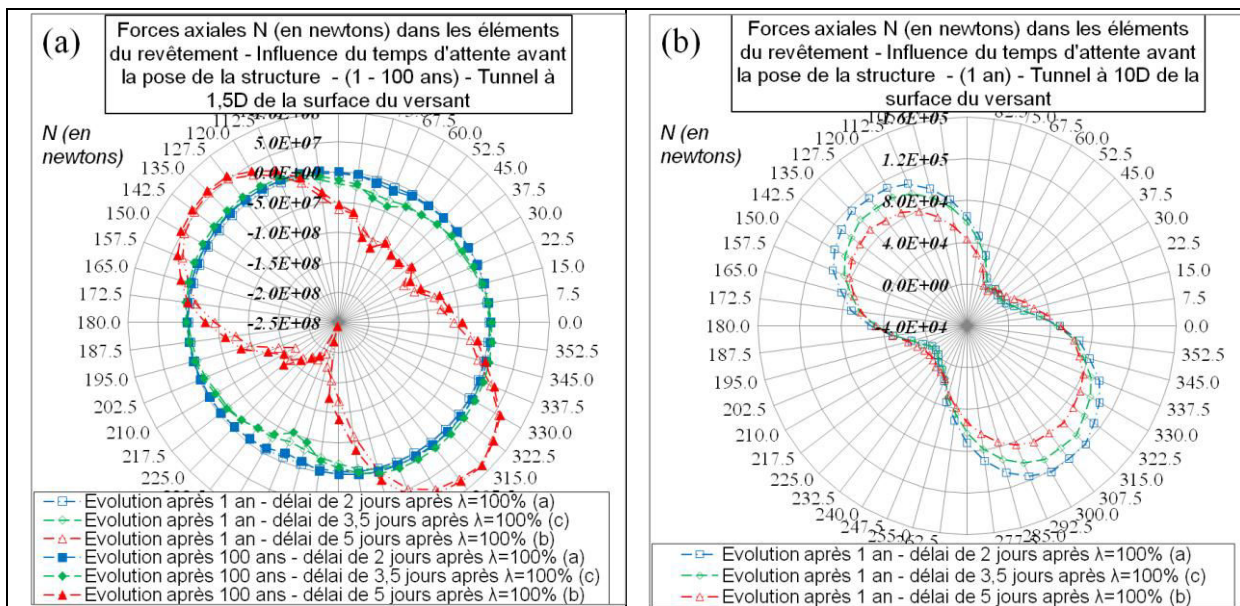 (a)
Forces axiales N (en newtons) dans les éléments
du revêtement - Influence du temps d'attente avant
la pose de la structure - (1 - 100 ans) - Tunnel à
1,5D de la surface du versant
N (en
newtons)
5.0E+07
0.0E+00
-5.0E+07
-1.0E+08
-1.5E+08
-2.0E+08
-2.5E+08
67.5
60.0
52.5
45.0
37.5
30.0
22.5
15.0
7.5
0.0
352.5
345.0
337.5
330.0
322.5
315.0
120.0
127.5
135.0
142.5
150.0
157.5
165.0
172.5
180.0
187.5
195.0
202.5
210.0
217.5
225.0
Evolution après 1 an - délai de 2 jours après λ=100% (a)
Evolution après 1 an - délai de 3,5 jours après λ=100% (c)
Evolution après 1 an - délai de 5 jours après λ=100% (b)
Evolution après 100 ans - délai de 2 jours après λ=100% (a)
Evolution après 100 ans - délai de 3,5 jours après λ=100% (c)
Evolution après 100 ans - délai de 5 jours après λ=100% (b)
(b)
Forces axiales N (en newtons) dans les éléments
du revêtement - Influence du temps d'attente avant
la pose de la structure - (1 an) - Tunnel à 10D de la
surface du versant
N (en
newtons)
1.2E+05
8.0E+04
4.0E+04
0.0E+00
-4.0E+04
67.5
60.0
52.5
45.0
37.5
30.0
22.5
15.0
7.5
0.0
352.5
345.0
337.5
330.0
322.5
315.0
307.5
300.0
292.5
285.0
120.0
127.5
135.0
142.5
150.0
157.5
165.0
172.5
180.0
187.5
195.0
202.5
210.0
217.5
225.0
232.5
240.0
247.5
Evolution après 1 an - délai de 2 jours après λ=100% (a)
Evolution après 1 an - délai de 3,5 jours après λ=100% (c)
Evolution après 1 an - délai de 5 jours après λ=100% (b)